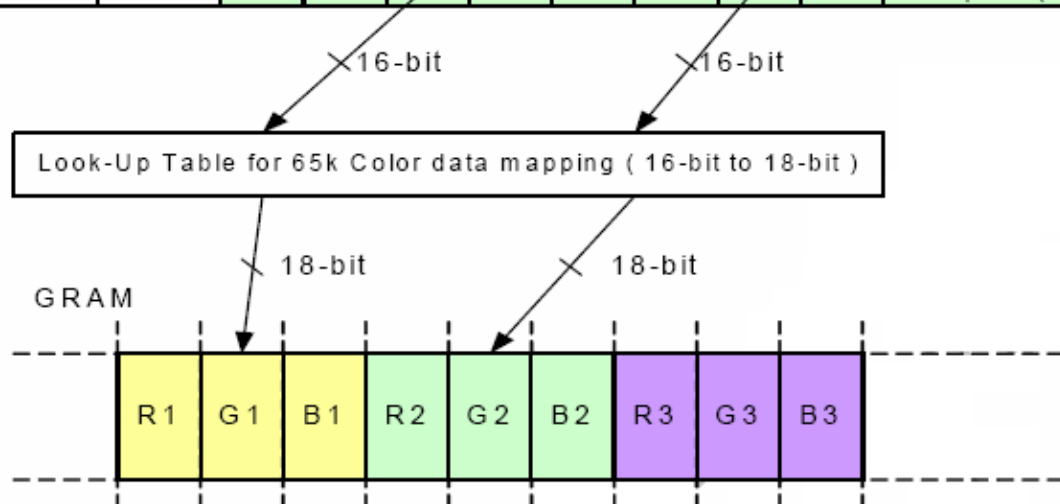 16-bit 16-bit
Look-Up Table for 65k Color data mapping ( 16-bit to 18-bit )
18-bit 18-bit
GRAM
R1 G1 B1 R2 G2 B2 R3 G3 B3